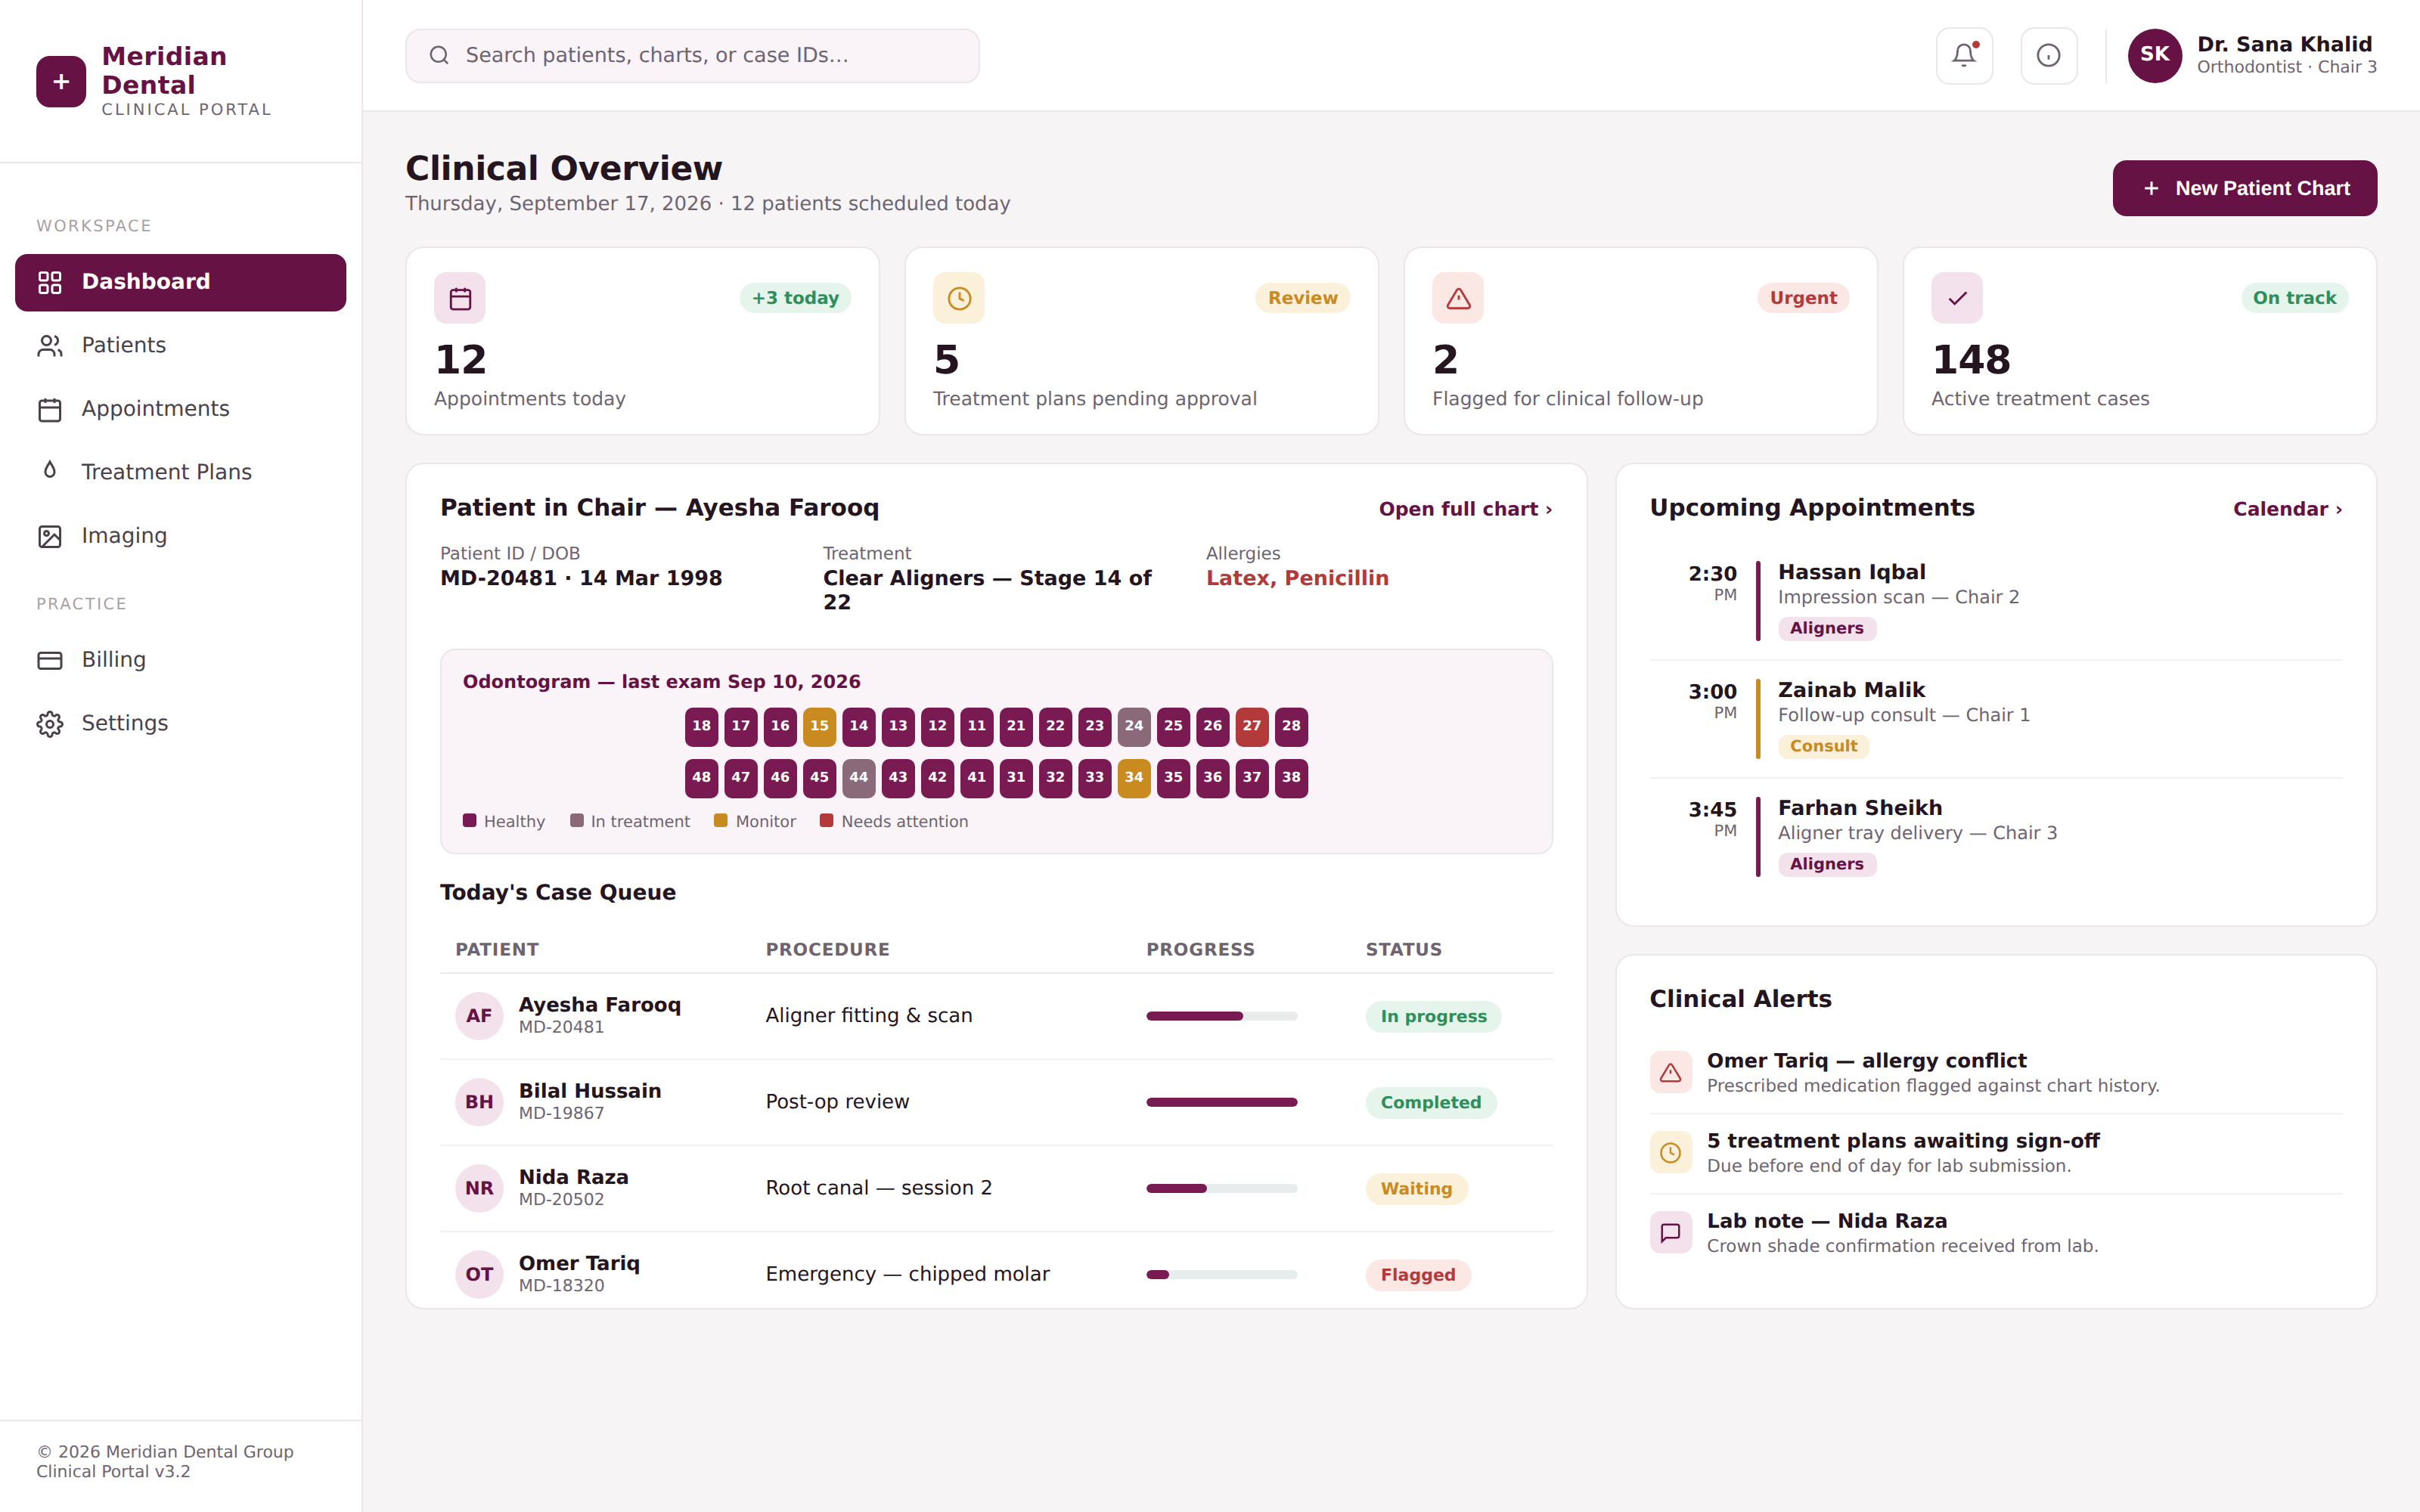 Meridian
Dental
CLINICAL PORTAL
WORKSPACE
Dashboard
Patients
Appointments
Treatment Plans
Imaging
PRACTICE
Billing
Settings
© 2026 Meridian Dental Group
Clinical Portal v3.2
Search patients, charts, or case IDs...
SK
Dr. Sana Khalid
Orthodontist · Chair 3
Clinical Overview
Thursday, September 17, 2026 · 12 patients scheduled today
+ New Patient Chart
+3 today
12
Appointments today
Review
5
Treatment plans pending approval
Urgent
2
Flagged for clinical follow-up
On track
148
Active treatment cases
Patient in Chair — Ayesha Farooq
Open full chart ›
Patient ID / DOB
MD-20481 · 14 Mar 1998
Treatment
Clear Aligners — Stage 14 of
22
Allergies
Latex, Penicillin
Odontogram — last exam Sep 10, 2026
18 17 16 15 14 13 12 11 21 22 23 24 25 26 27 28
48 47 46 45 44 43 42 41 31 32 33 34 35 36 37 38
Healthy In treatment Monitor Needs attention
Today's Case Queue
PATIENT PROCEDURE PROGRESS STATUS
AF Ayesha Farooq
MD-20481
Aligner fitting & scan
In progress
BH Bilal Hussain
MD-19867
Post-op review
Completed
NR Nida Raza
MD-20502
Root canal — session 2
Waiting
OT Omer Tariq
MD-18320
Emergency — chipped molar
Flagged
Upcoming Appointments
Calendar ›
2:30
PM
Hassan Iqbal
Impression scan — Chair 2
Aligners
3:00
PM
Zainab Malik
Follow-up consult — Chair 1
Consult
3:45
PM
Farhan Sheikh
Aligner tray delivery — Chair 3
Aligners
Clinical Alerts
Omer Tariq — allergy conflict
Prescribed medication flagged against chart history.
5 treatment plans awaiting sign-off
Due before end of day for lab submission.
Lab note — Nida Raza
Crown shade confirmation received from lab.